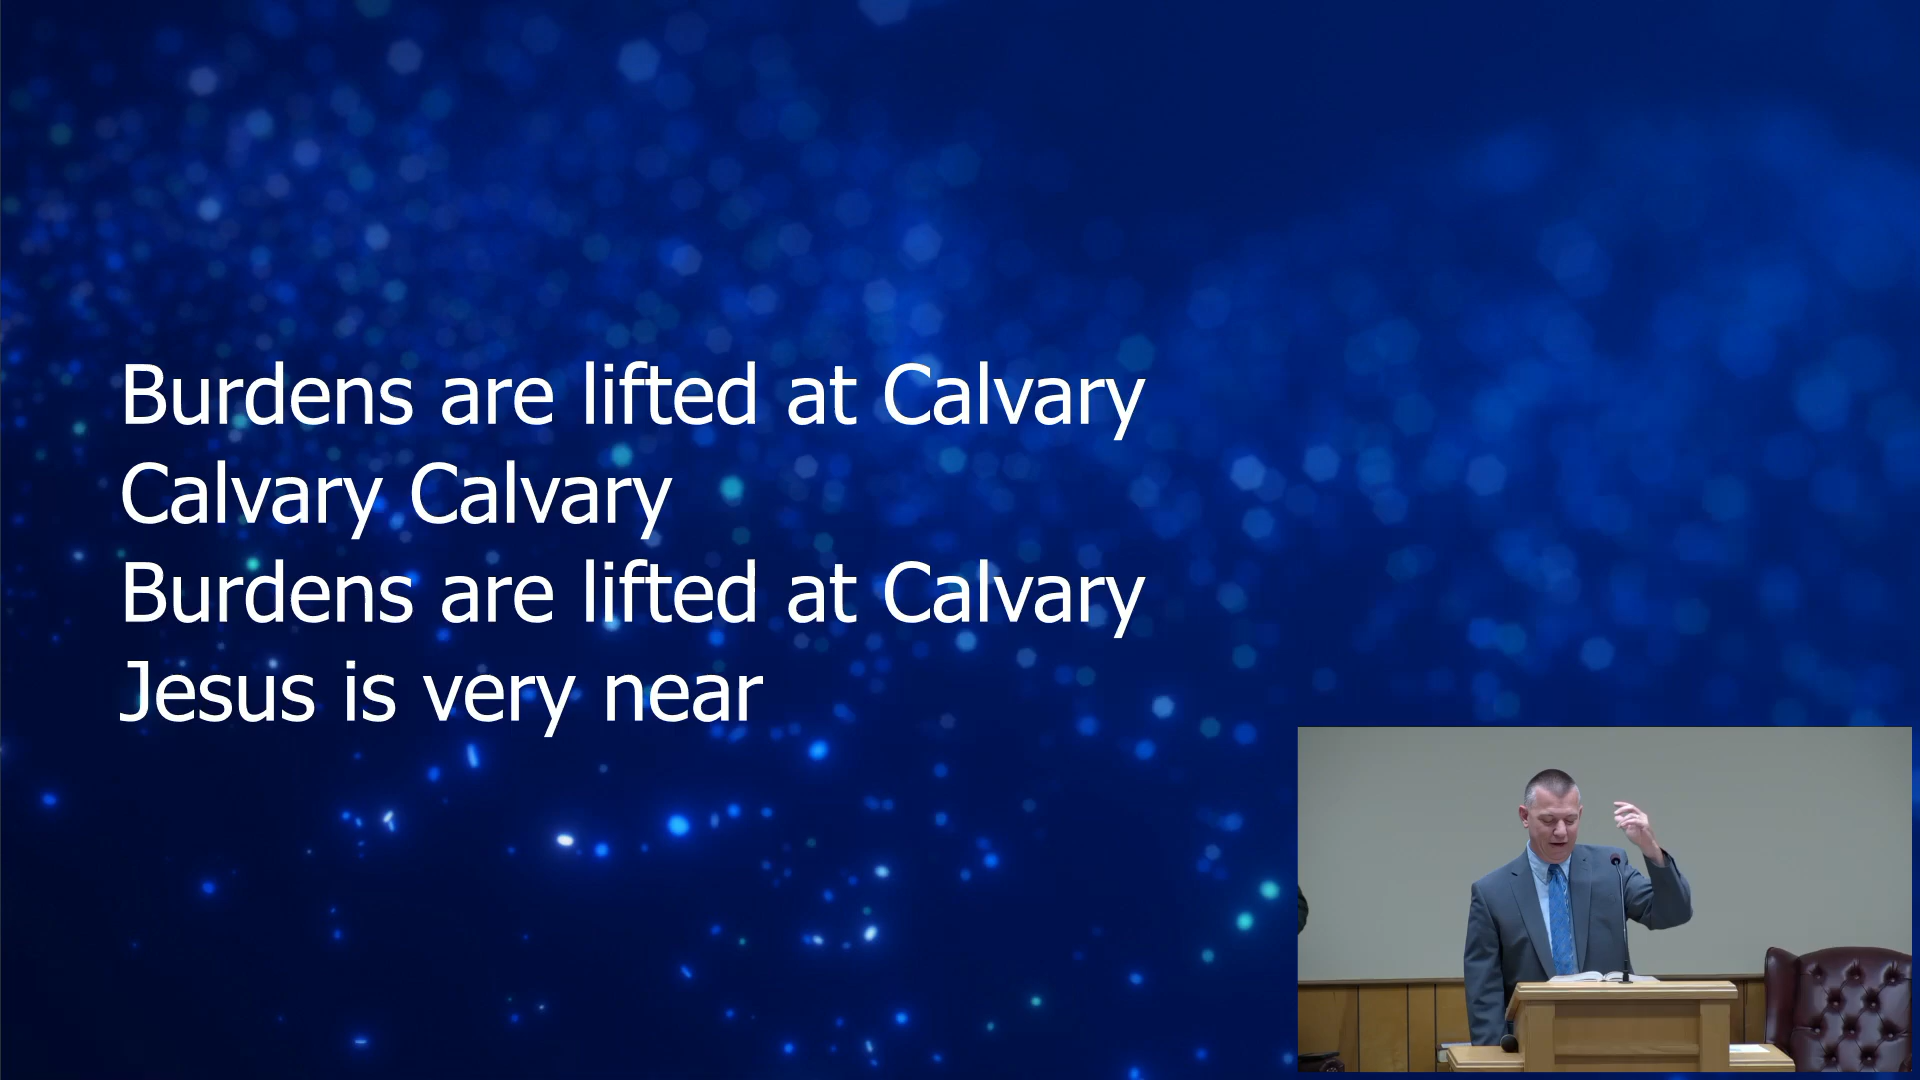 Burdens are lifted at Calvary
Calvary Calvary
Burdens are lifted at Calvary
Jesus is very near